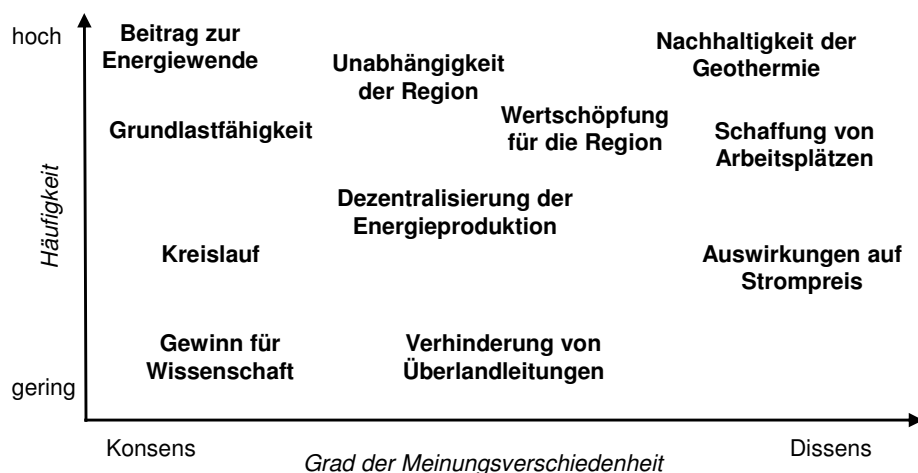 hoch
Beitrag zur
Energiewende
Unabhängigkeit
der Region
Nachhaltigkeit der
Geothermie
Grundlastfähigkeit
Wertschöpfung
für die Region
Schaffung von
Arbeitsplätzen
Häufigkeit
Dezentralisierung der
Energieproduktion
Kreislauf
Auswirkungen auf
Strompreis
Gewinn für
Wissenschaft
Verhinderung von
Überlandleitungen
gering
Konsens
Grad der Meinungsverschiedenheit
Dissens